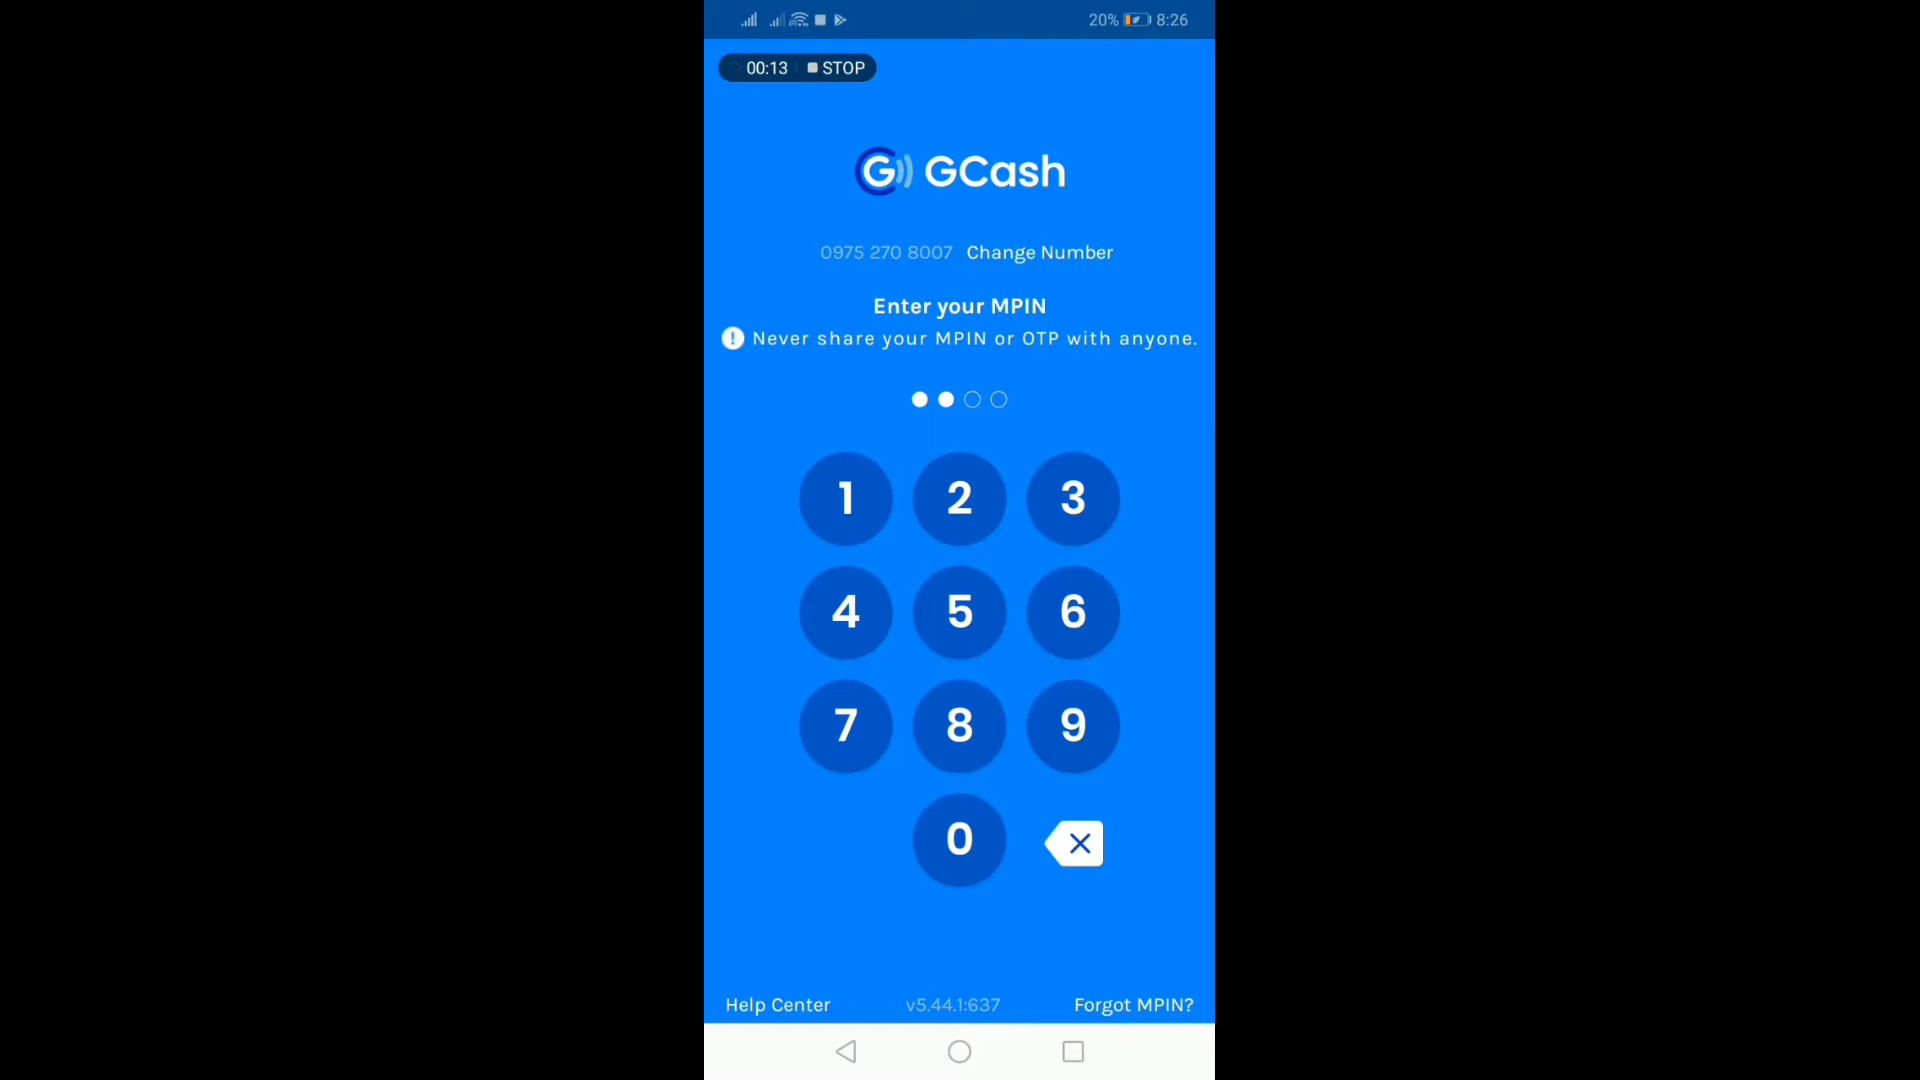 20% 8:26
00:13 STOP
G GCash
0975 270 8007 Change Number
Enter your MPIN
! Never share your MPIN or OTP with anyone.
1 2 3
4 5 6
7 8 9
0
Help Center v5.44.1:637 Forgot MPIN?